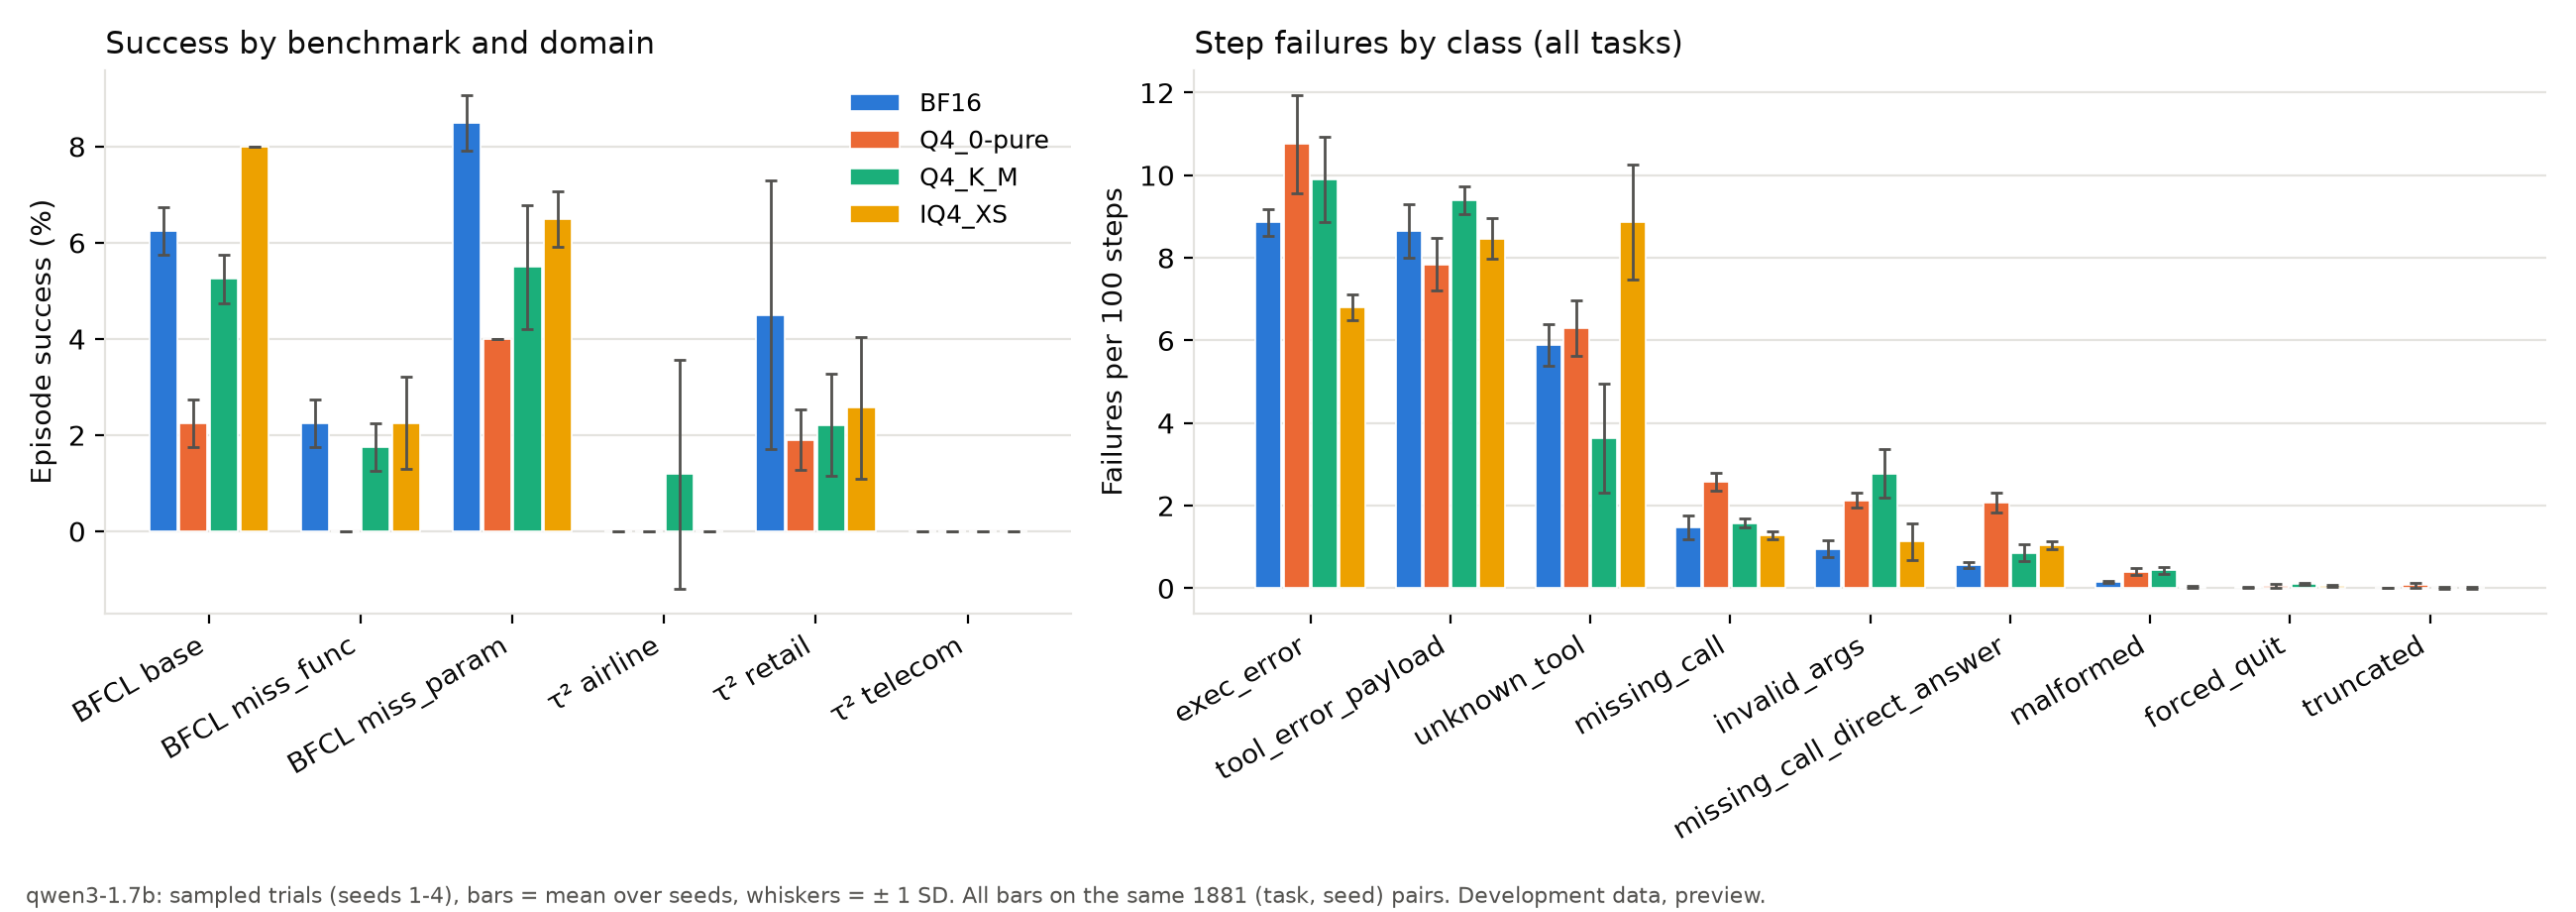 Success by benchmark and domain
Episode success (%)
8
6
4
2
0
BF16
Q4_0-pure
Q4_K_M
IQ4_XS
BFCL base
BFCL miss_func
BFCL miss_param
τ² airline
τ² retail
τ² telecom
Step failures by class (all tasks)
Failures per 100 steps
12
10
8
6
4
2
0
exec_error
tool_error_payload
unknown_tool
missing_call
invalid_args
missing_call_direct_answer
malformed
forced_quit
truncated
qwen3-1.7b: sampled trials (seeds 1-4), bars = mean over seeds, whiskers = ± 1 SD. All bars on the same 1881 (task, seed) pairs. Development data, preview.